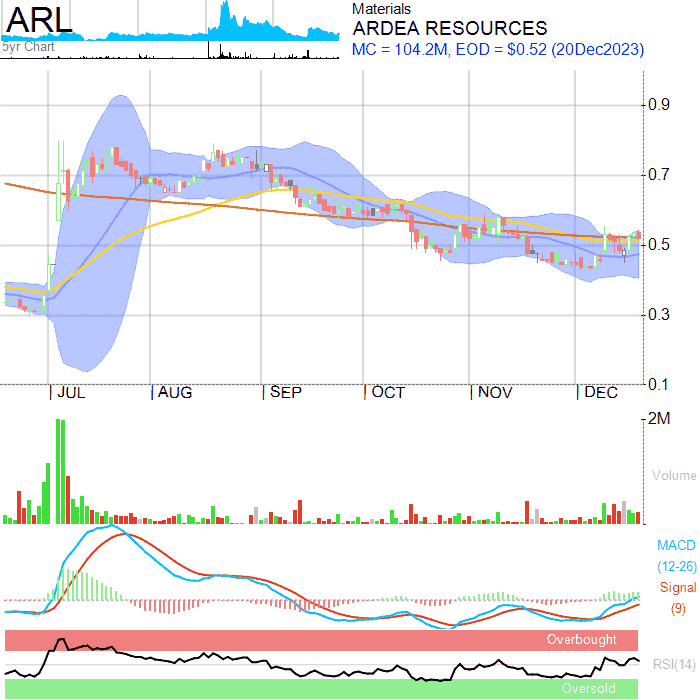 ARL
5yr Chart
Materials
ARDEA RESOURCES
MC = 104.2M, EOD = $0.52 (20Dec2023)
0.9
0.7
0.5
0.3
0.1
JUL AUG SEP OCT NOV DEC
2M
Volume
MACD
(12-26)
Signal
(9)
Overbought
RSI(14)
Oversold